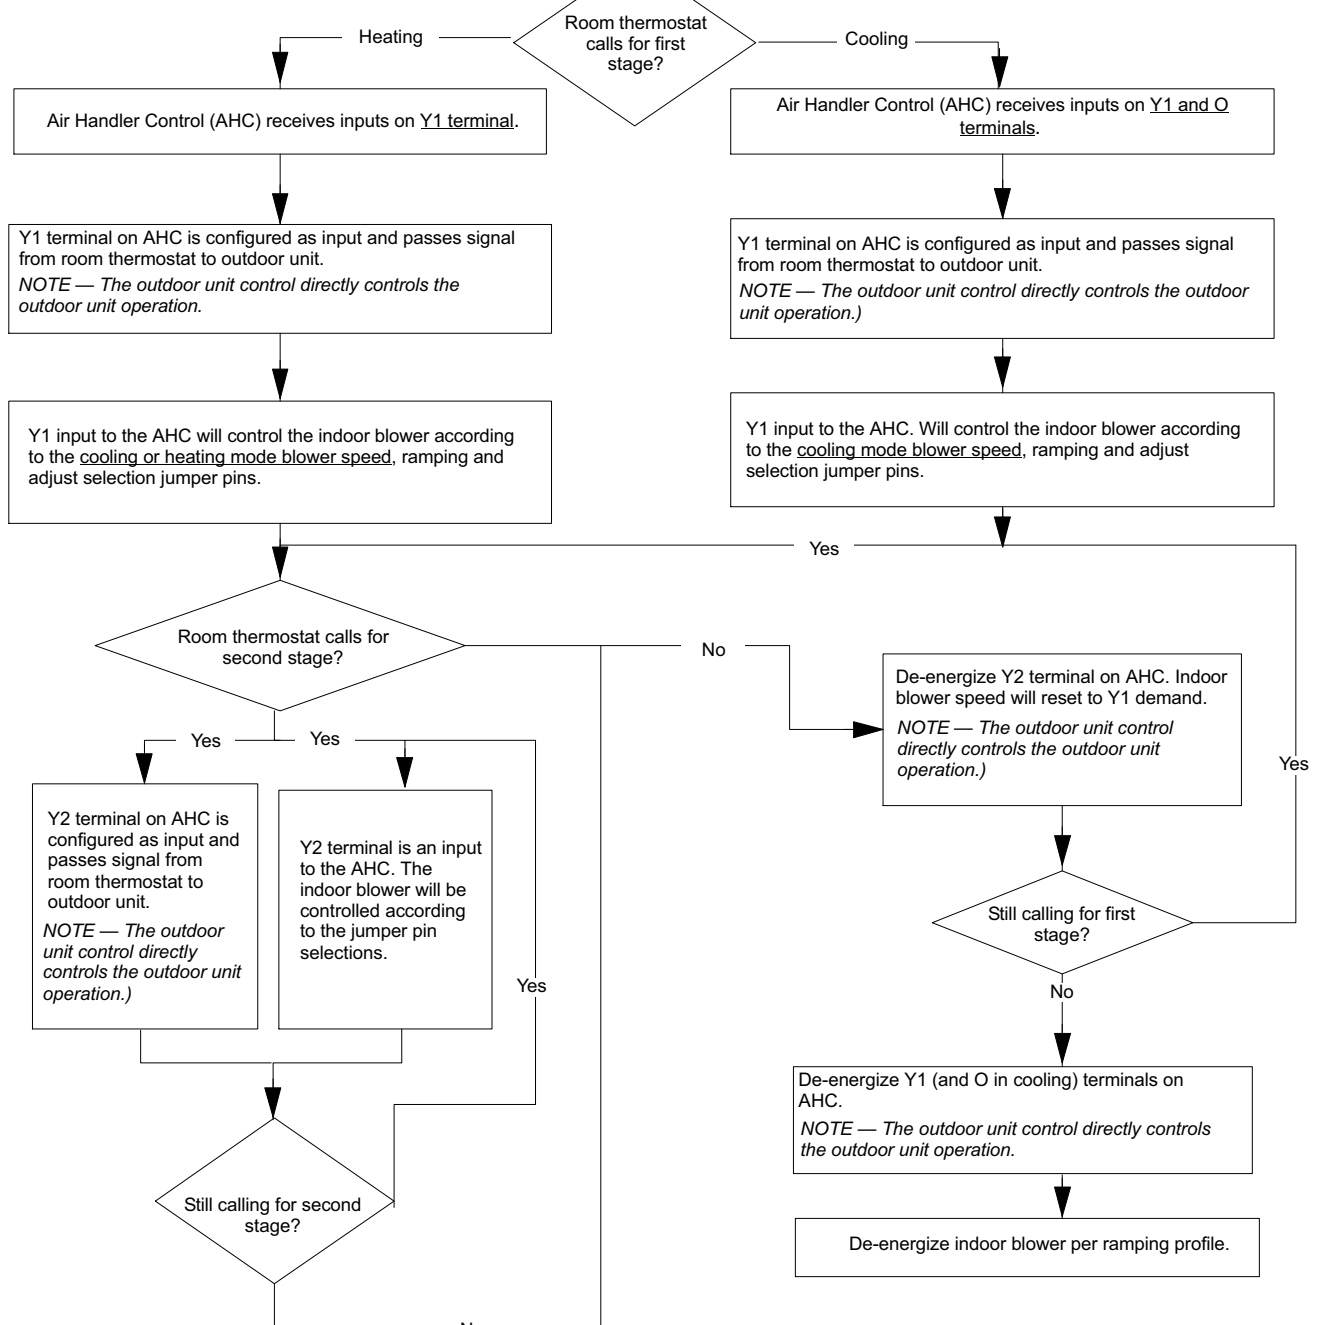 Room thermostat
calls for first
stage?
Heating
Cooling
Air Handler Control (AHC) receives inputs on Y1 terminal.
Air Handler Control (AHC) receives inputs on Y1 and O
terminals.
Y1 terminal on AHC is configured as input and passes signal
from room thermostat to outdoor unit.
NOTE — The outdoor unit control directly controls the
outdoor unit operation.
Y1 terminal on AHC is configured as input and passes signal
from room thermostat to outdoor unit.
NOTE — The outdoor unit control directly controls the outdoor
unit operation.)
Y1 input to the AHC will control the indoor blower according
to the cooling or heating mode blower speed, ramping and
adjust selection jumper pins.
Y1 input to the AHC. Will control the indoor blower according
to the cooling mode blower speed, ramping and adjust
selection jumper pins.
Yes
Room thermostat calls for
second stage?
No
De-energize Y2 terminal on AHC. Indoor
blower speed will reset to Y1 demand.
NOTE — The outdoor unit control
directly controls the outdoor unit
operation.)
Yes
Yes
Yes
Y2 terminal on AHC is
configured as input and
passes signal from
room thermostat to
outdoor unit.
NOTE — The outdoor
unit control directly
controls the outdoor unit
operation.)
Y2 terminal is an input
to the AHC. The
indoor blower will be
controlled according
to the jumper pin
selections.
Yes
Still calling for first
stage?
No
De-energize Y1 (and O in cooling) terminals on
AHC.
NOTE — The outdoor unit control directly controls
the outdoor unit operation.
Still calling for second
stage?
De-energize indoor blower per ramping profile.